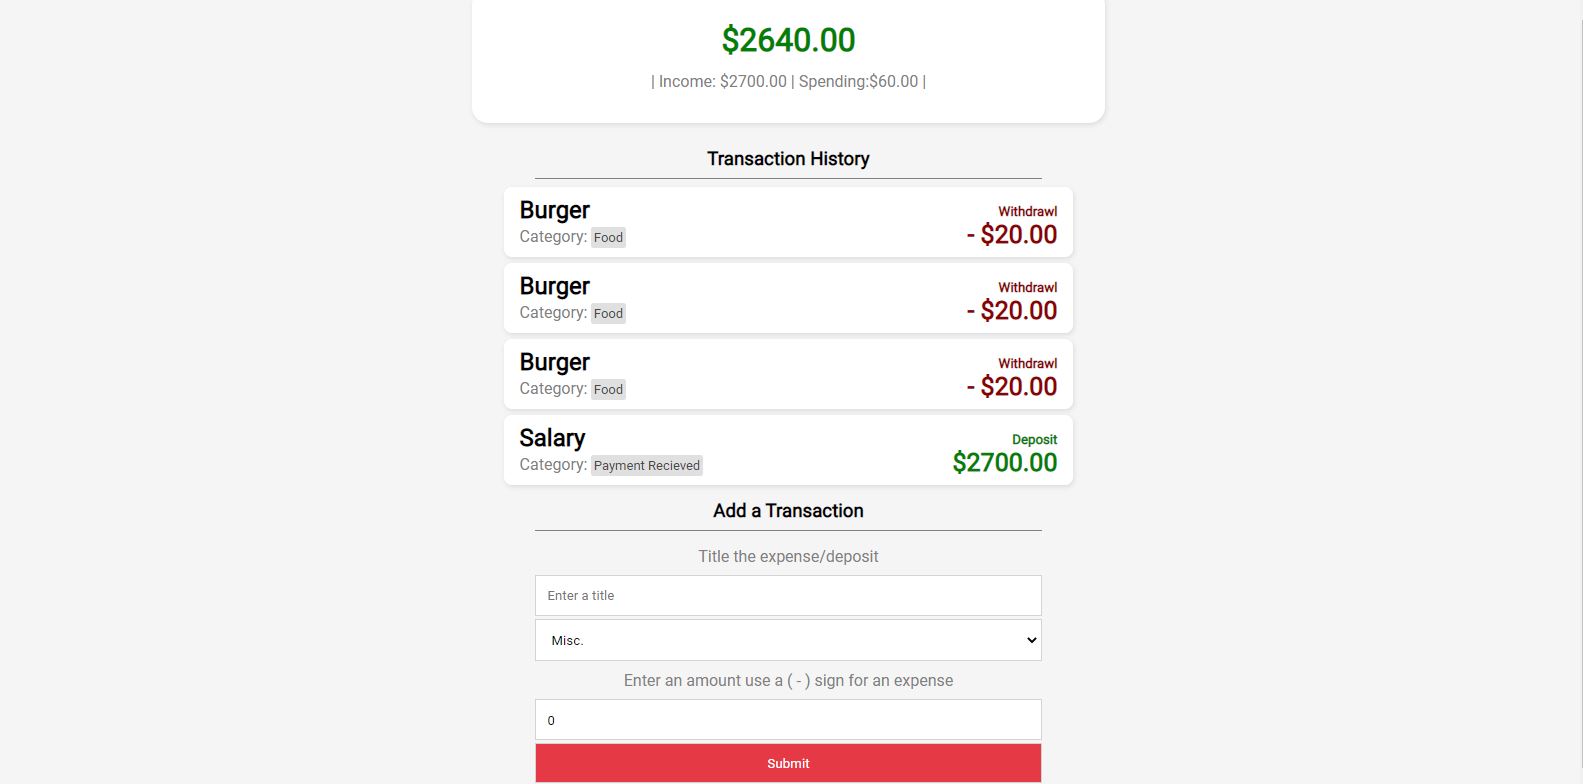 $2640.00
| Income: $2700.00 | Spending:$60.00 |
Transaction History
Burger
Withdrawl
Category: Food
- $20.00
Burger
Withdrawl
Category: Food
- $20.00
Burger
Withdrawl
Category: Food
- $20.00
Salary
Deposit
Category: Payment Recieved
$2700.00
Add a Transaction
Title the expense/deposit
Enter a title
Misc.
Enter an amount use a ( - ) sign for an expense
0
Submit